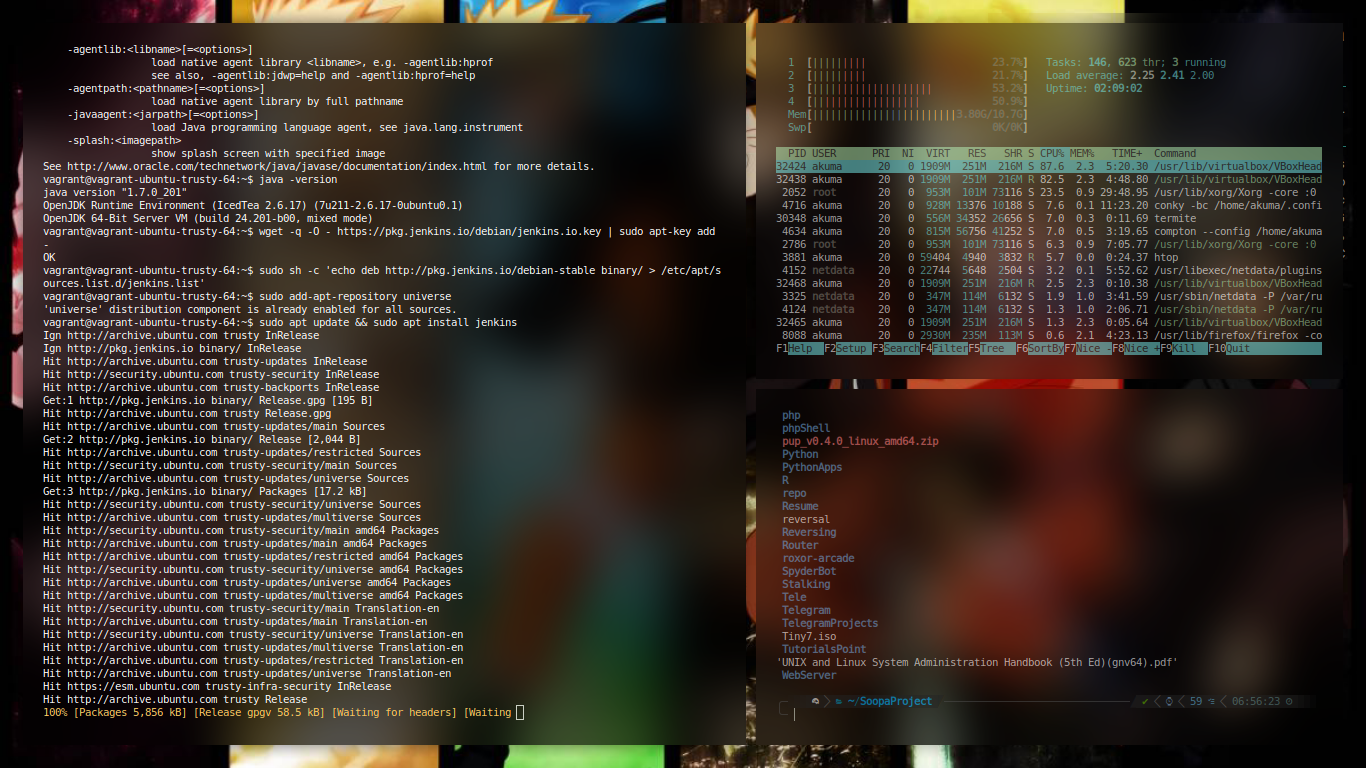 -agentlib:<libname>[=<options>]
load native agent library <libname>, e.g. -agentlib:hprof
see also, -agentlib:jdwp=help and -agentlib:hprof=help
-agentpath:<pathname>[=<options>]
load native agent library by full pathname
-javaagent:<jarpath>[=<options>]
load Java programming language agent, see java.lang.instrument
-splash:<imagepath>
show splash screen with specified image
See http://www.oracle.com/technetwork/java/javase/documentation/index.html for more details.
vagrant@vagrant-ubuntu-trusty-64:~$ java -version
java version "1.7.0_201"
OpenJDK Runtime Environment (IcedTea 2.6.17) (7u211-2.6.17-0ubuntu0.1)
OpenJDK 64-Bit Server VM (build 24.201-b00, mixed mode)
vagrant@vagrant-ubuntu-trusty-64:~$ wget -q -O - https://pkg.jenkins.io/debian/jenkins.io.key | sudo apt-key add
-
OK
vagrant@vagrant-ubuntu-trusty-64:~$ sudo sh -c 'echo deb http://pkg.jenkins.io/debian-stable binary/ > /etc/apt/s
ources.list.d/jenkins.list'
vagrant@vagrant-ubuntu-trusty-64:~$ sudo add-apt-repository universe
'universe' distribution component is already enabled for all sources.
vagrant@vagrant-ubuntu-trusty-64:~$ sudo apt update && sudo apt install jenkins
Ign http://archive.ubuntu.com trusty InRelease
Ign http://pkg.jenkins.io binary/ InRelease
Hit http://archive.ubuntu.com trusty-updates InRelease
Hit http://security.ubuntu.com trusty-security InRelease
Hit http://archive.ubuntu.com trusty-backports InRelease
Get:1 http://pkg.jenkins.io binary/ Release.gpg [195 B]
Hit http://archive.ubuntu.com trusty Release.gpg
Hit http://archive.ubuntu.com trusty-updates/main Sources
Get:2 http://pkg.jenkins.io binary/ Release [2,044 B]
Hit http://archive.ubuntu.com trusty-updates/restricted Sources
Hit http://security.ubuntu.com trusty-security/main Sources
Hit http://archive.ubuntu.com trusty-updates/universe Sources
Get:3 http://pkg.jenkins.io binary/ Packages [17.2 kB]
Hit http://security.ubuntu.com trusty-security/universe Sources
Hit http://archive.ubuntu.com trusty-updates/multiverse Sources
Hit http://security.ubuntu.com trusty-security/main amd64 Packages
Hit http://archive.ubuntu.com trusty-updates/main amd64 Packages
Hit http://archive.ubuntu.com trusty-updates/restricted amd64 Packages
Hit http://security.ubuntu.com trusty-security/universe amd64 Packages
Hit http://archive.ubuntu.com trusty-updates/universe amd64 Packages
Hit http://archive.ubuntu.com trusty-updates/multiverse amd64 Packages
Hit http://security.ubuntu.com trusty-security/main Translation-en
Hit http://archive.ubuntu.com trusty-updates/main Translation-en
Hit http://security.ubuntu.com trusty-security/universe Translation-en
Hit http://archive.ubuntu.com trusty-updates/multiverse Translation-en
Hit http://archive.ubuntu.com trusty-updates/restricted Translation-en
Hit http://archive.ubuntu.com trusty-updates/universe Translation-en
Hit https://esm.ubuntu.com trusty-infra-security InRelease
Hit http://archive.ubuntu.com trusty Release
100% [Packages 5,856 kB] [Release gpgv 58.5 kB] [Waiting for headers] [Waiting
1 [||||||||| 23.7%] Tasks: 146, 623 thr; 3 running
2 [||||||||| 21.7%] Load average: 2.25 2.41 2.00
3 [|||||||||||||||||||| 53.2%] Uptime: 02:09:02
4 [|||||||||||||||||| 50.9%]
Mem[||||||||||||||||||||||||3.80G/10.7G]
Swp[ 0K/0K]
PID USER PRI NI VIRT RES SHR S CPU% MEM% TIME+ Command
32424 akuma 20 0 1909M 251M 216M S 87.6 2.3 5:20.30 /usr/lib/virtualbox/VBoxHead
32438 akuma 20 0 1909M 251M 216M R 82.5 2.3 4:48.80 /usr/lib/virtualbox/VBoxHead
2052 root 20 0 953M 101M 73116 S 23.5 0.9 29:48.95 /usr/lib/xorg/Xorg -core :0
4716 akuma 20 0 928M 13376 10188 S 7.6 0.1 11:23.20 conky -bc /home/akuma/.confi
30348 akuma 20 0 556M 34352 26656 S 7.0 0.3 0:11.69 termite
4634 akuma 20 0 815M 56756 41252 S 7.0 0.5 3:19.65 compton --config /home/akuma
2786 root 20 0 953M 101M 73116 S 6.3 0.9 7:05.77 /usr/lib/xorg/Xorg -core :0
3881 akuma 20 0 59404 4940 3832 R 5.7 0.0 0:24.37 htop
4152 netdata 20 0 22744 5648 2504 S 3.2 0.1 5:52.62 /usr/libexec/netdata/plugins
32468 akuma 20 0 1909M 251M 216M R 2.5 2.3 0:10.38 /usr/lib/virtualbox/VBoxHead
3325 netdata 20 0 347M 114M 6132 S 1.9 1.0 3:41.59 /usr/sbin/netdata -P /var/ru
4124 netdata 20 0 347M 114M 6132 S 1.3 1.0 2:06.71 /usr/sbin/netdata -P /var/ru
32465 akuma 20 0 1909M 251M 216M S 1.3 2.3 0:05.64 /usr/lib/virtualbox/VBoxHead
8088 akuma 20 0 2930M 235M 113M S 0.6 2.1 4:23.13 /usr/lib/firefox/firefox -co
F1Help F2Setup F3SearchF4FilterF5Tree F6SortByF7Nice -F8Nice +F9Kill F10Quit
php
phpShell
pup_v0.4.0_linux_amd64.zip
Python
PythonApps
R
repo
Resume
reversal
Reversing
Router
roxor-arcade
SpyderBot
Stalking
Tele
Telegram
TelegramProjects
Tiny7.iso
TutorialsPoint
'UNIX and Linux System Administration Handbook (5th Ed)(gnv64).pdf'
WebServer
~/SoopaProject ✔ 59 06:56:23